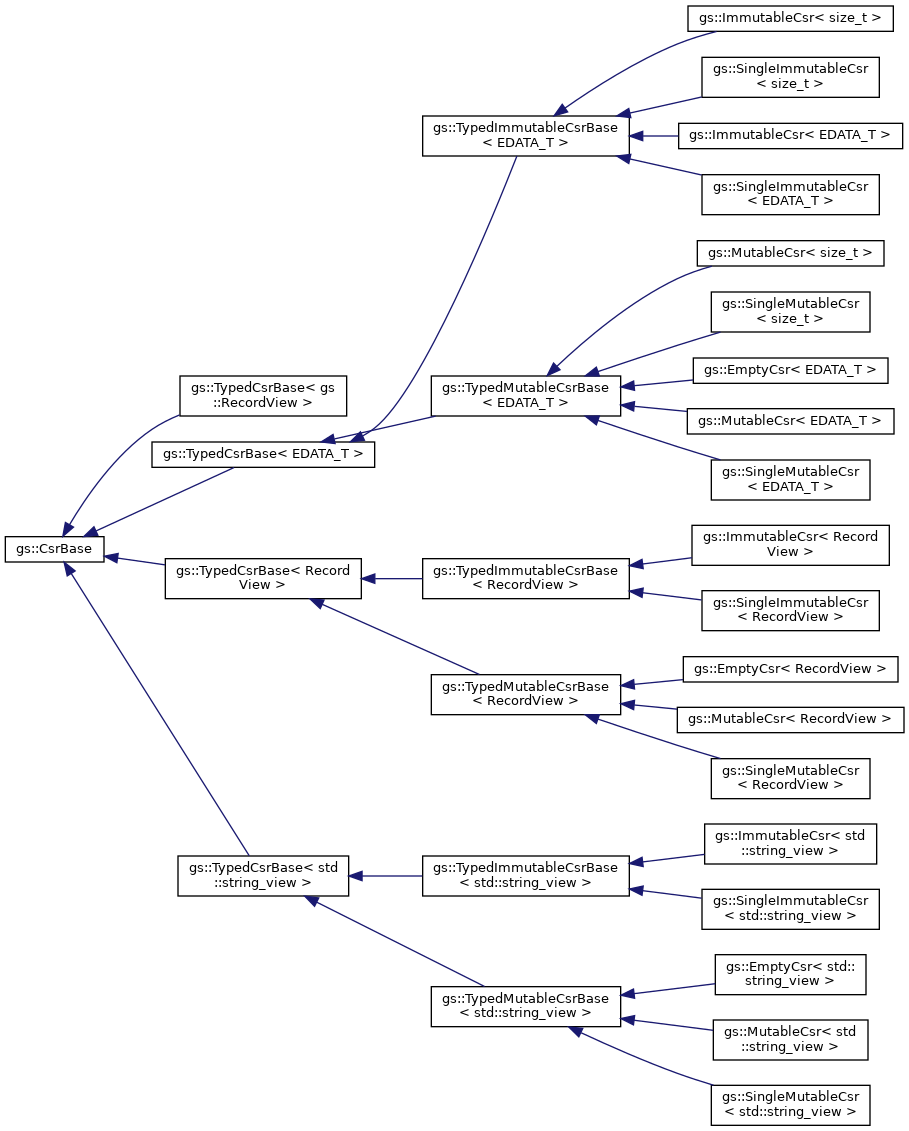 gs::ImmutableCsr< size_t >
gs::SingleImmutableCsr
< size_t >
gs::TypedImmutableCsrBase
< EDATA_T >
gs::ImmutableCsr< EDATA_T >
gs::SingleImmutableCsr
< EDATA_T >
gs::MutableCsr< size_t >
gs::SingleMutableCsr
< size_t >
gs::EmptyCsr< EDATA_T >
gs::TypedCsrBase< gs
::RecordView >
gs::TypedMutableCsrBase
< EDATA_T >
gs::MutableCsr< EDATA_T >
gs::TypedCsrBase< EDATA_T >
gs::SingleMutableCsr
< EDATA_T >
gs::CsrBase
gs::ImmutableCsr< Record
View >
gs::TypedCsrBase< Record
View >
gs::TypedImmutableCsrBase
< RecordView >
gs::SingleImmutableCsr
< RecordView >
gs::EmptyCsr< RecordView >
gs::TypedMutableCsrBase
< RecordView >
gs::MutableCsr< RecordView >
gs::SingleMutableCsr
< RecordView >
gs::ImmutableCsr< std
::string_view >
gs::TypedCsrBase< std
::string_view >
gs::TypedImmutableCsrBase
< std::string_view >
gs::SingleImmutableCsr
< std::string_view >
gs::EmptyCsr< std::
string_view >
gs::TypedMutableCsrBase
< std::string_view >
gs::MutableCsr< std
::string_view >
gs::SingleMutableCsr
< std::string_view >